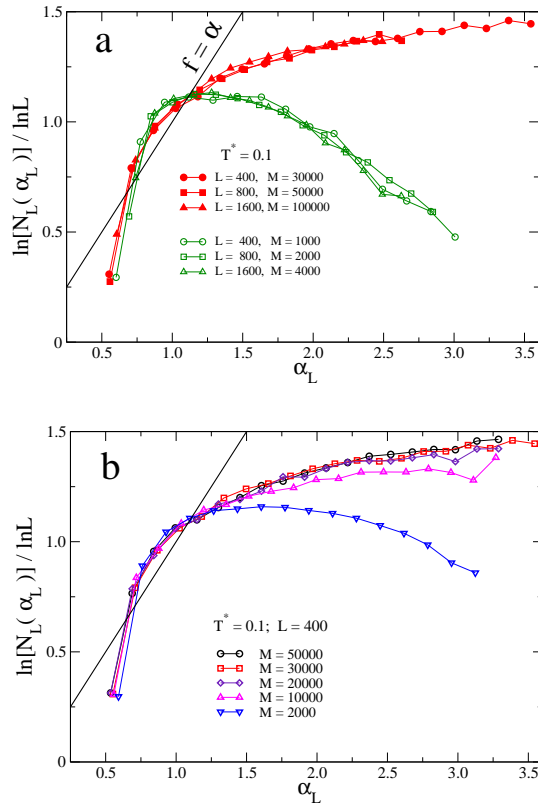 a
f = α
1.5
1.0
0.5
0
ln[N_L( α_L )] / lnL
T* = 0.1
L = 400, M = 30000
L = 800, M = 50000
L = 1600, M = 100000
L = 400, M = 1000
L = 800, M = 2000
L = 1600, M = 4000
0.5 1.0 1.5 2.0 2.5 3.0 3.5
α_L
b
1.5
1.0
0.5
0
ln[N_L( α_L )] / lnL
T* = 0.1; L = 400
M = 50000
M = 30000
M = 20000
M = 10000
M = 2000
0.5 1.0 1.5 2.0 2.5 3.0 3.5
α_L